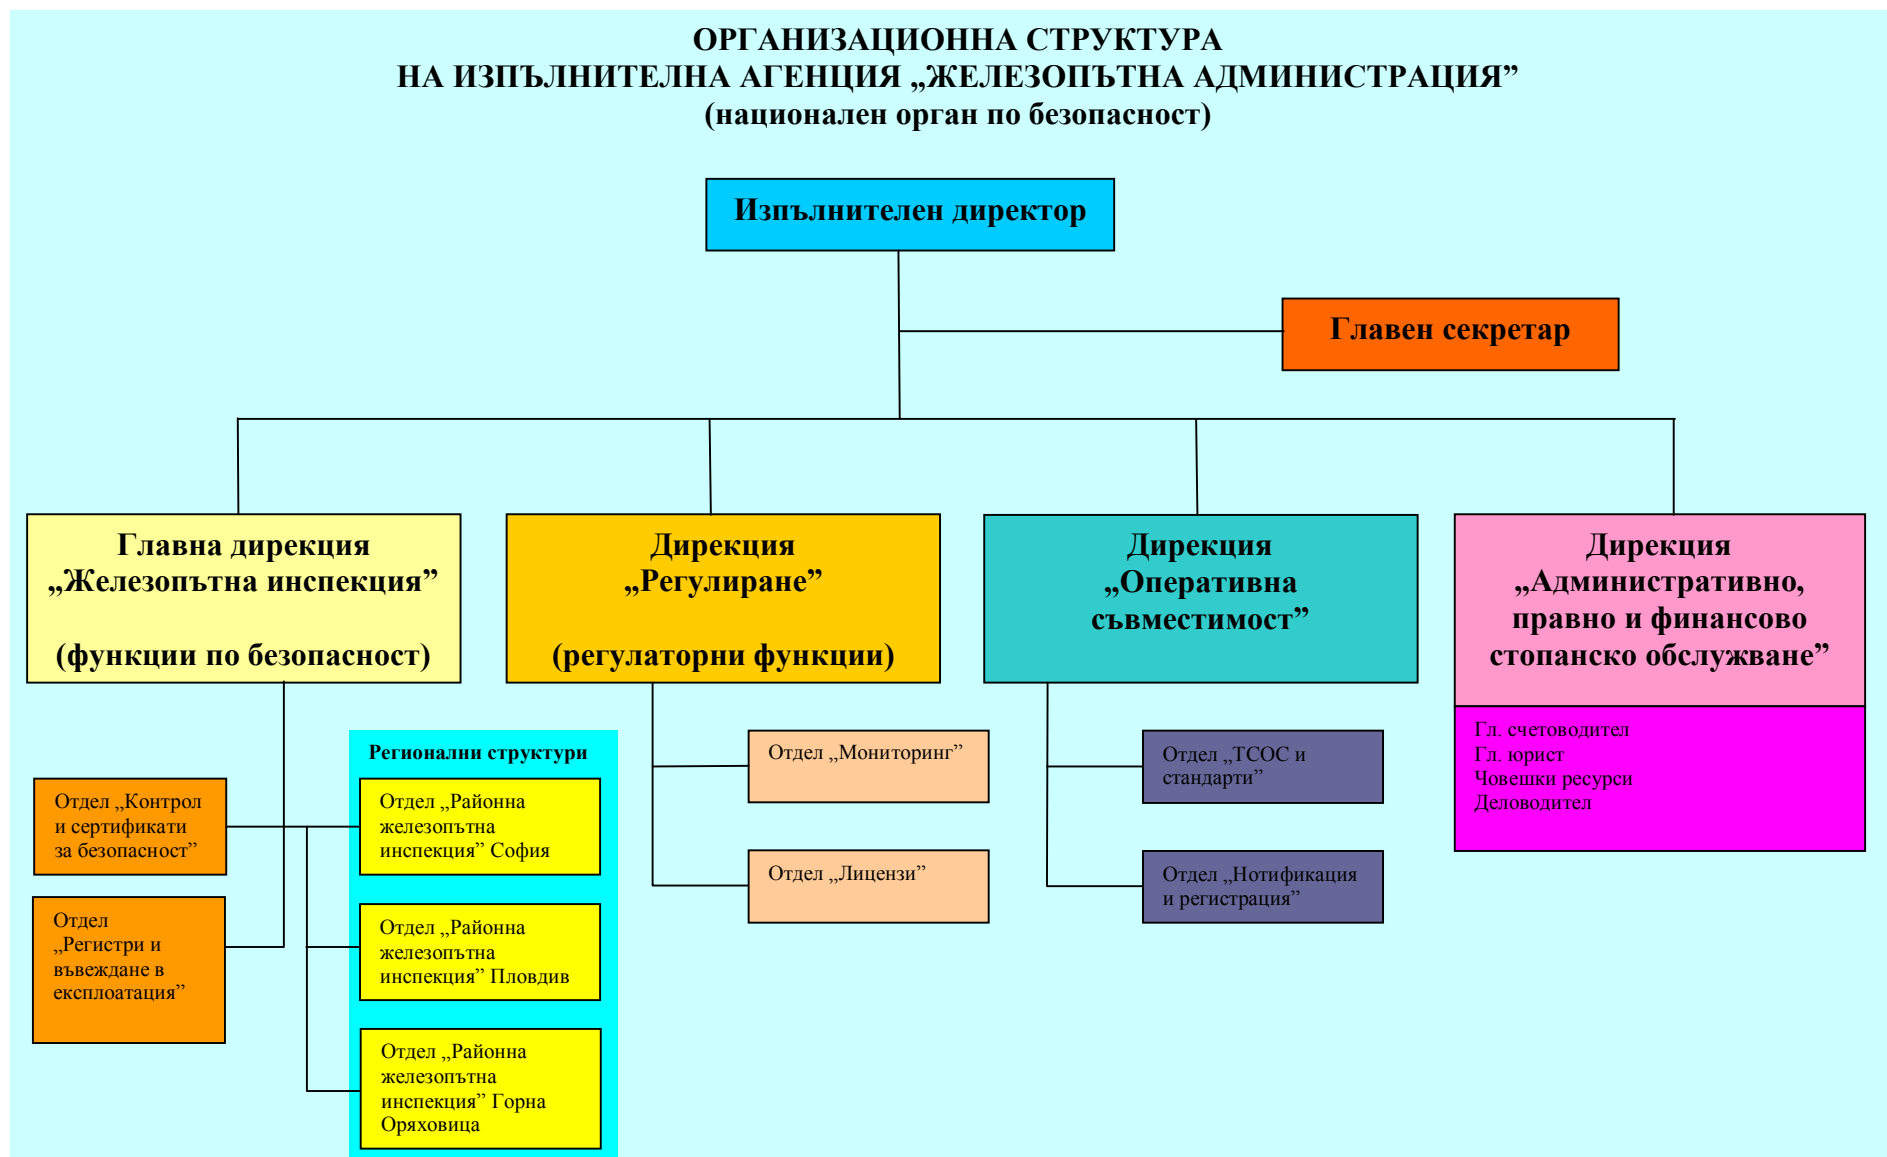 ОРГАНИЗАЦИОННА СТРУКТУРА
НА ИЗПЪЛНИТЕЛНА АГЕНЦИЯ „ЖЕЛЕЗОПЪТНА АДМИНИСТРАЦИЯ”
(национален орган по безопасност)
Изпълнителен директор
Главен секретар
Главна дирекция
„Железопътна инспекция”
(функции по безопасност)
Дирекция
„Регулиране”
(регулаторни функции)
Дирекция
„Оперативна
съвместимост”
Дирекция
„Административно,
правно и финансово
стопанско обслужване”
Гл. счетоводител
Гл. юрист
Човешки ресурси
Деловодител
Отдел „Контрол
и сертификати
за безопасност”
Отдел
„Регистри и
въвеждане в
експлоатация”
Регионални структури
Отдел „Районна
железопътна
инспекция” София
Отдел „Районна
железопътна
инспекция” Пловдив
Отдел „Районна
железопътна
инспекция” Горна
Оряховица
Отдел „Мониторинг”
Отдел „Лицензи”
Отдел „ТСОС и
стандарти”
Отдел „Нотификация
и регистрация”